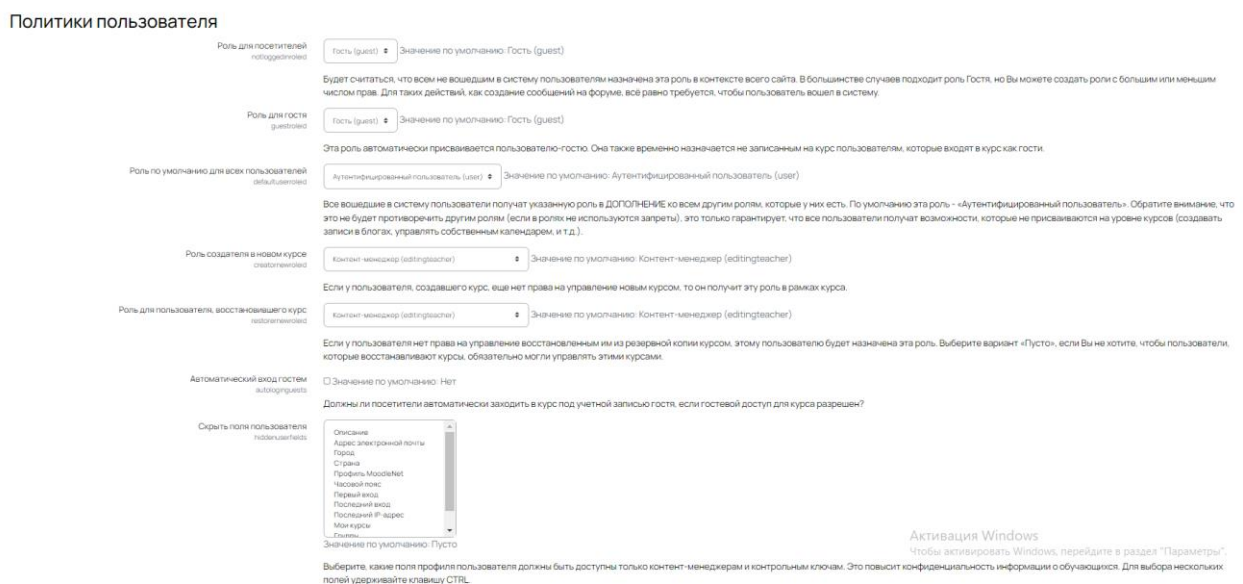 Политики пользователя
Роль для посетителей
notloggedinroleid
Гость (guest) Значение по умолчанию: Гость (guest)
Будет считаться, что всем не вошедшим в систему пользователям назначена эта роль в контексте всего сайта. В большинстве случаев подходит роль Гостя, но Вы можете создать роли с большим или меньшим
числом прав. Для таких действий, как создание сообщений на форуме, всё равно требуется, чтобы пользователь вошел в систему.
Роль для гостя
guestroleid
Гость (guest) Значение по умолчанию: Гость (guest)
Эта роль автоматически присваивается пользователю-гостю. Она также временно назначается не записанным на курс пользователям, которые входят в курс как гости.
Роль по умолчанию для всех пользователей
defaultuserroleid
Аутентифицированный пользователь (user) Значение по умолчанию: Аутентифицированный пользователь (user)
Все вошедшие в систему пользователи получат указанную роль в ДОПОЛНЕНИЕ ко всем другим ролям, которые у них есть. По умолчанию эта роль - «Аутентифицированный пользователь». Обратите внимание, что
это не будет противоречить другим ролям (если в ролях не используются запреты), это только гарантирует, что все пользователи получат возможности, которые не присваиваются на уровне курсов (создавать
записи в блогах, управлять собственным календарем, и т.д.).
Роль создателя в новом курсе
creatornewroleid
Контент-менеджер (editingteacher) Значение по умолчанию: Контент-менеджер (editingteacher)
Если у пользователя, создавшего курс, еще нет права на управление новым курсом, то он получит эту роль в рамках курса.
Роль для пользователя, восстановившего курс
restorernewroleid
Контент-менеджер (editingteacher) Значение по умолчанию: Контент-менеджер (editingteacher)
Если у пользователя нет права на управление восстановленным им из резервной копии курсом, этому пользователю будет назначена эта роль. Выберите вариант «Пусто», если Вы не хотите, чтобы пользователи,
которые восстанавливают курсы, обязательно могли управлять этими курсами.
Автоматический вход гостем
autologinguests
Значение по умолчанию: Нет
Должны ли посетители автоматически заходить в курс под учетной записью гостя, если гостевой доступ для курса разрешен?
Скрыть поля пользователя
hiddenuserfields
Описание
Адрес электронной почты
Город
Страна
Профиль MoodleNet
Часовой пояс
Первый вход
Последний вход
Последний IP-адрес
Мои курсы
Группы
Значение по умолчанию: Пусто
Выберите, какие поля профиля пользователя должны быть доступны только контент-менеджерам и контрольным ключам. Это повысит конфиденциальность информации о обучающихся. Для выбора нескольких
полей удерживайте клавишу CTRL.
Активация Windows
Чтобы активировать Windows, перейдите в раздел "Параметры".